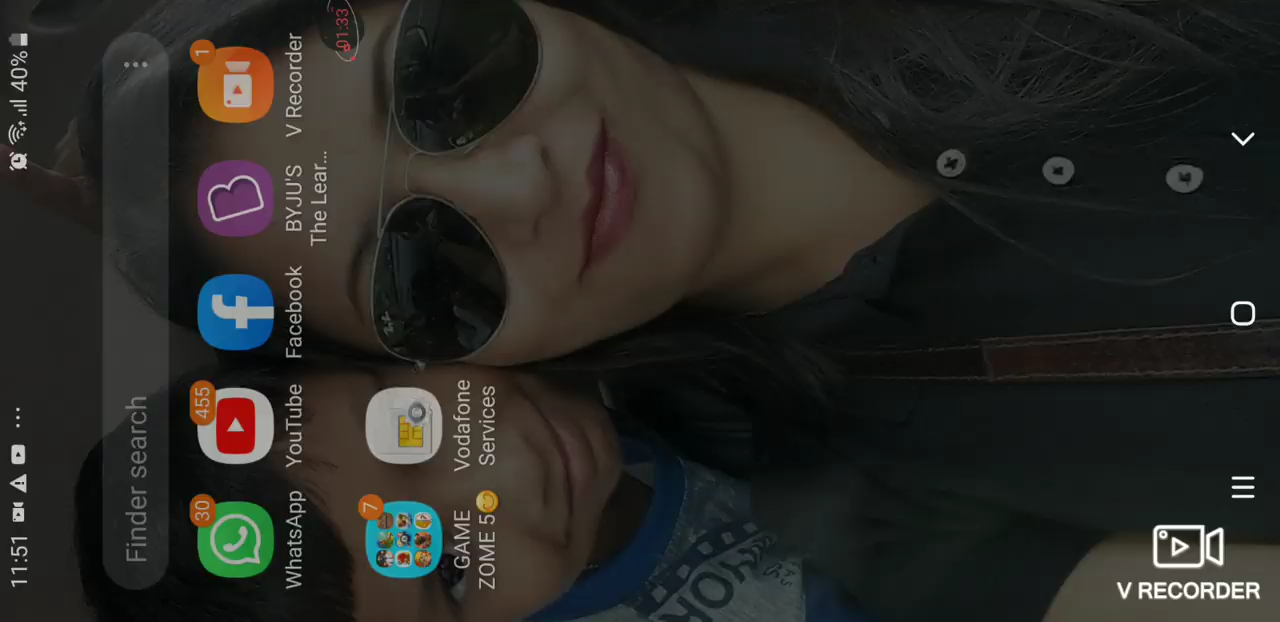 11:51
40%
Finder search
30
WhatsApp
455
YouTube
Facebook
BYJU'S
The Lear...
1
V Recorder
01:33
7
GAME
ZOME 5😊
Vodafone
Services
V RECORDER